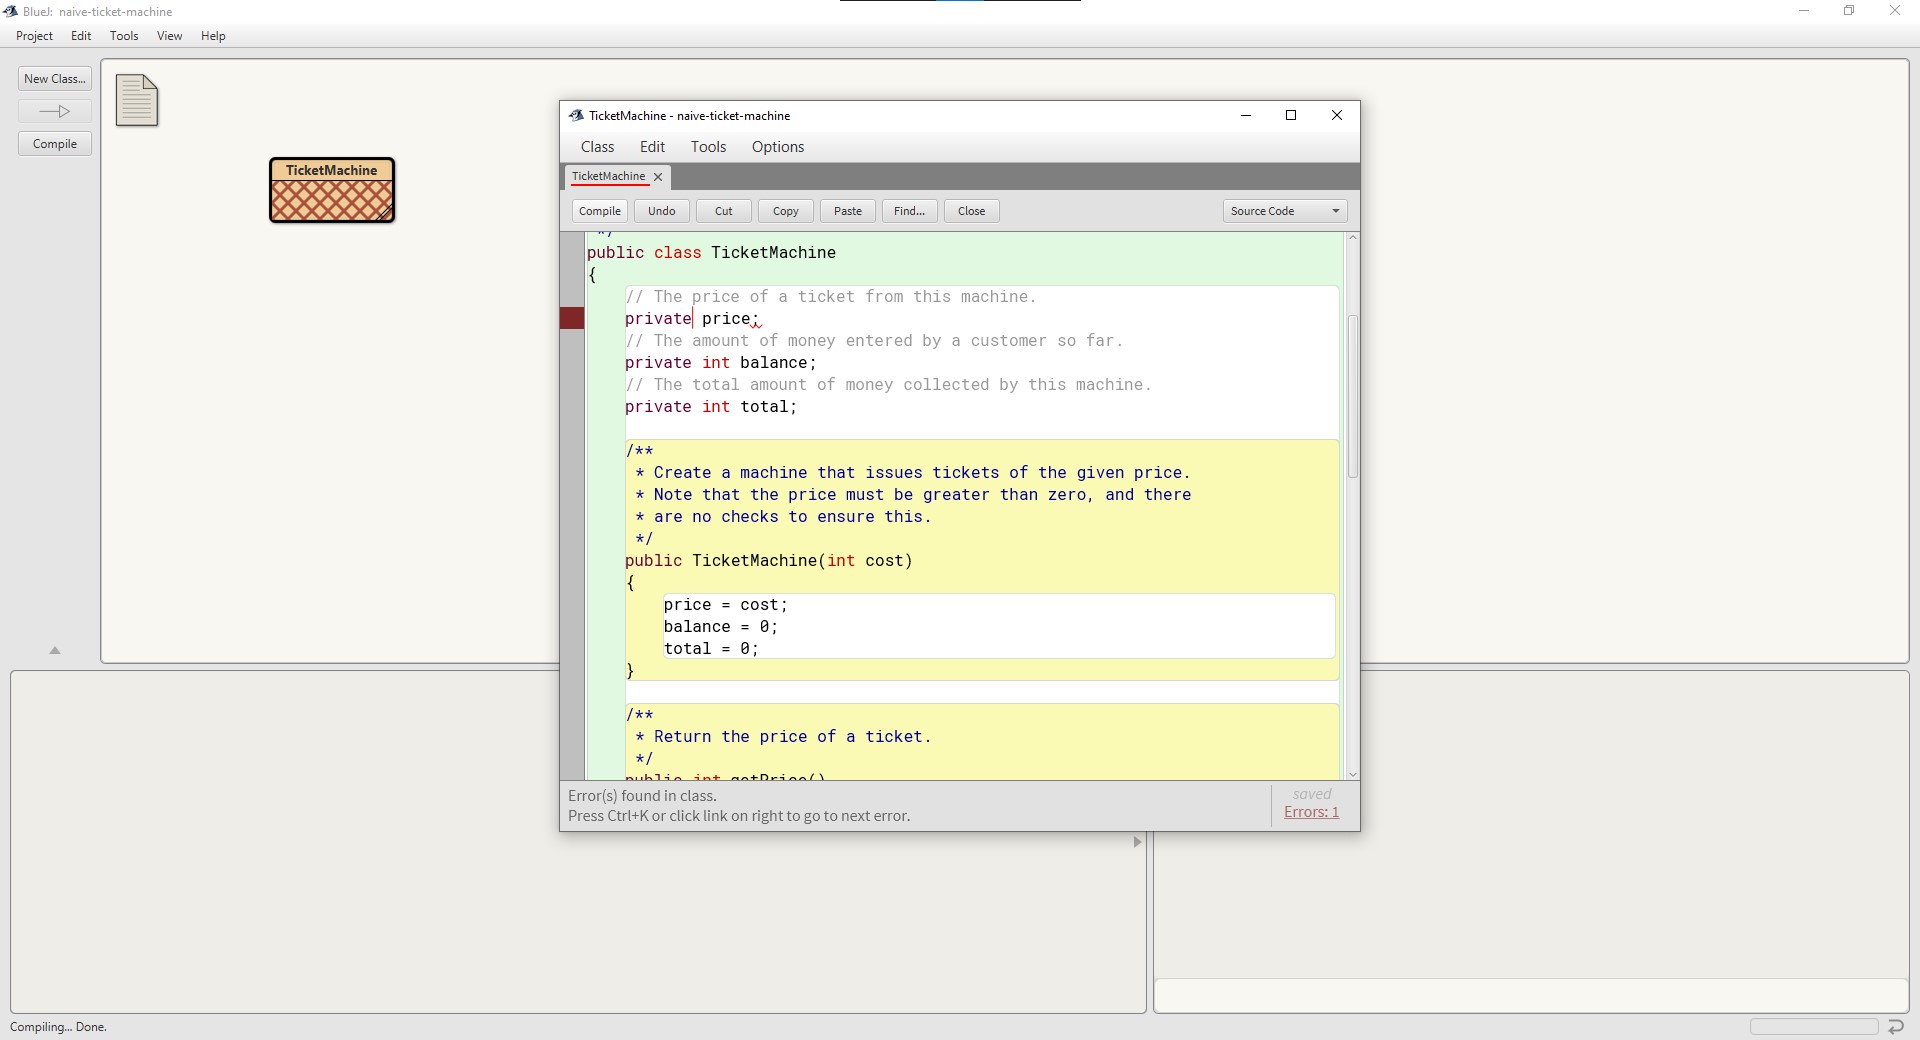 BlueJ:  naive-ticket-machine
Project Edit Tools View Help
New Class...
Compile
TicketMachine
TicketMachine - naive-ticket-machine
Class Edit Tools Options
TicketMachine
Compile Undo Cut Copy Paste Find... Close Source Code
*/
public class TicketMachine
{
// The price of a ticket from this machine.
private price;
// The amount of money entered by a customer so far.
private int balance;
// The total amount of money collected by this machine.
private int total;
/**
* Create a machine that issues tickets of the given price.
* Note that the price must be greater than zero, and there
* are no checks to ensure this.
*/
public TicketMachine(int cost)
{
price = cost;
balance = 0;
total = 0;
}
/**
* Return the price of a ticket.
*/
public int getPrice()
Error(s) found in class.
Press Ctrl+K or click link on right to go to next error.
saved
Errors: 1
Compiling... Done.